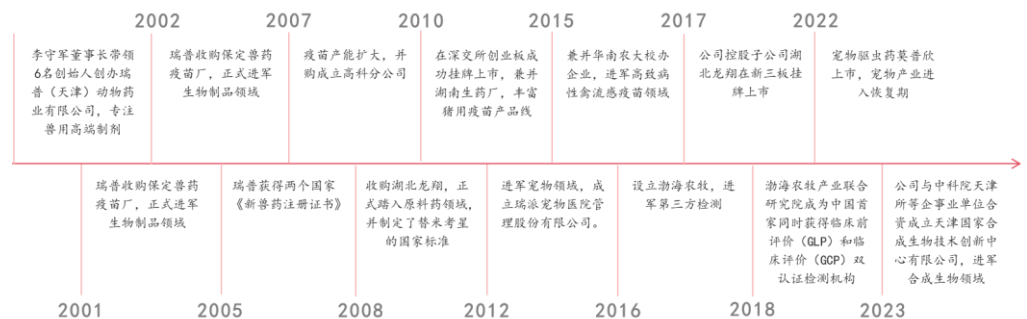 2002
2007
2010
2015
2017
2022
李守军董事长带领
6名创始人创办瑞
普（天津）动物药
业有限公司，专注
兽用高端制剂
瑞普收购保定兽药
疫苗厂，正式进军
生物制品领域
疫苗产能扩大，并
购成立高科分公司
在深交所创业板成
功挂牌上市，兼并
湖南生药厂，丰富
猪用疫苗产品线
兼并华南农大校办
企业，进军高致病
性禽流感疫苗领域
公司控股子公司湖
北龙翔在新三板挂
牌上市
宠物驱虫药莫普欣
上市，宠物产业进
入恢复期
瑞普收购保定兽药
疫苗厂，正式进军
生物制品领域
瑞普获得两个国家
《新兽药注册证书》
收购湖北龙翔，正
式踏入原料药领域，
并制定了替米考星
的国家标准
进军宠物领域，成
立瑞派宠物医院管
理股份有限公司。
设立渤海农牧，进
军第三方检测
渤海农牧产业联合
研究院成为中国首
家同时获得临床前
评价（GLP）和临
床评价（GCP）双
认证检测机构
公司与中科院天津
所等企事业单位合
资成立天津国家合
成生物技术创新中
心有限公司，进军
合成生物领域
2001
2005
2008
2012
2016
2018
2023